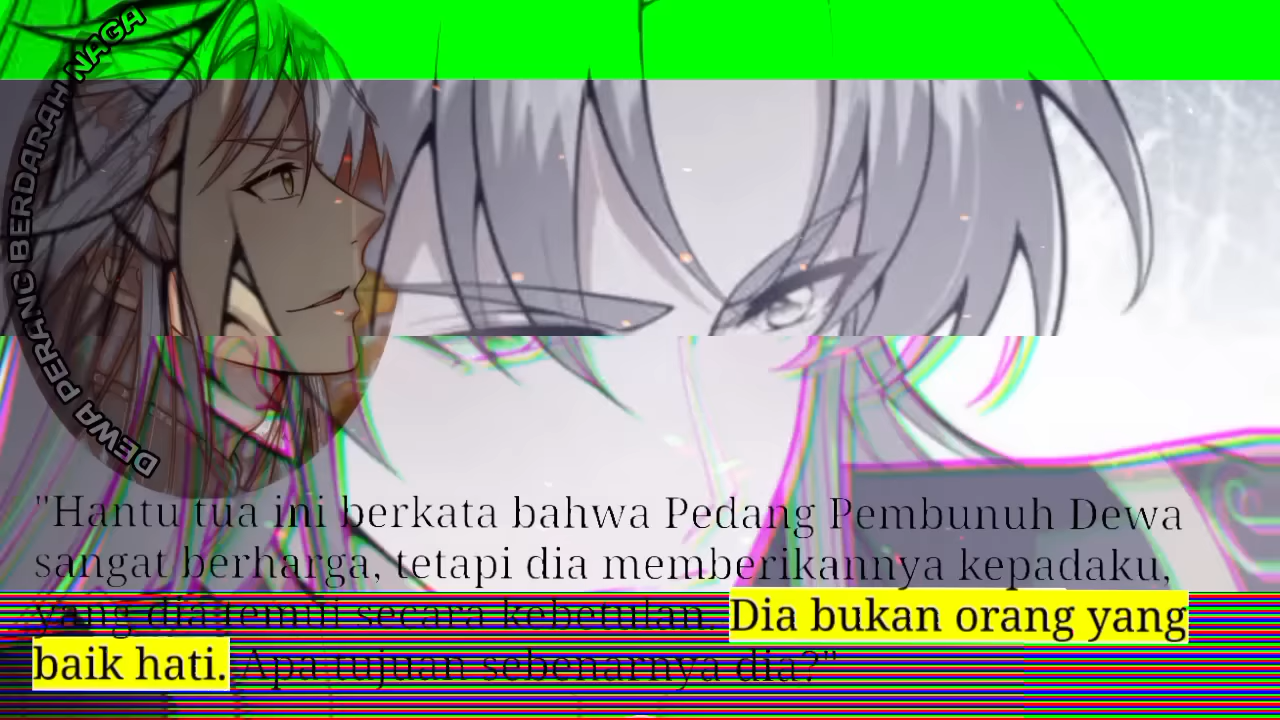 DEWA PERANG BERDARAH NAGA
"Hantu tua ini berkata bahwa Pedang Pembunuh Dewa
sangat berharga, tetapi dia memberikannya kepadaku,
yang dia temui secara kebetulan. Dia bukan orang yang
baik hati. Apa tujuan sebenarnya dia?"